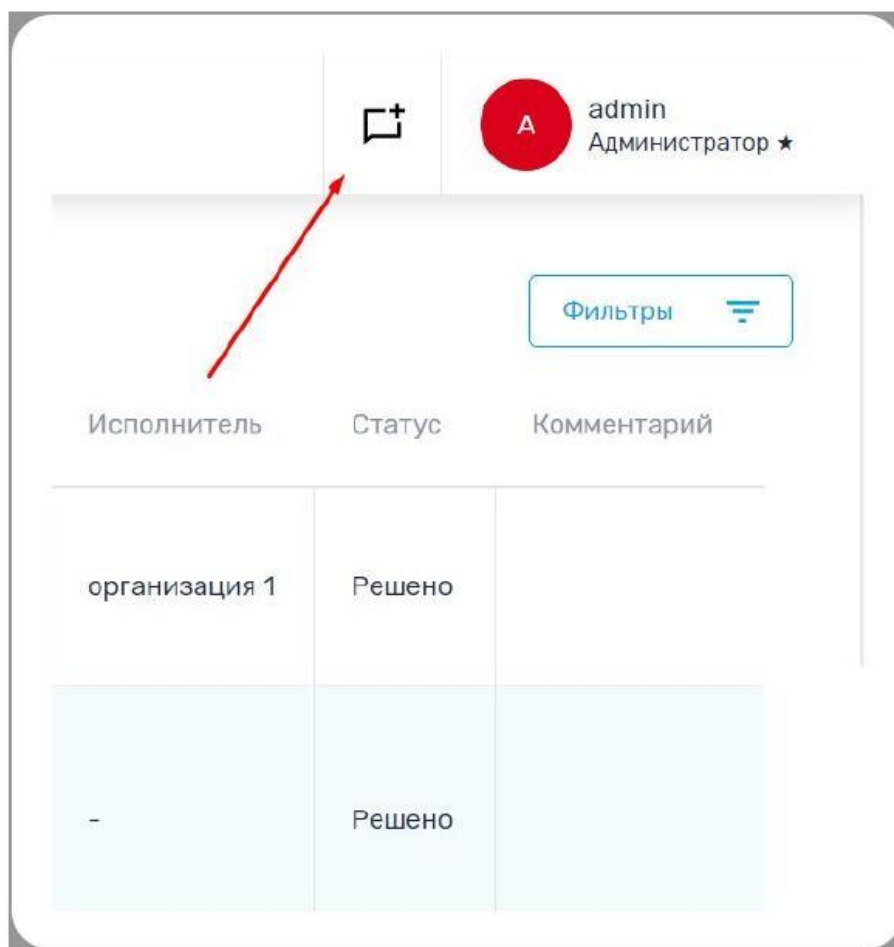 A
admin
Администратор ★
Фильтры
Исполнитель Статус Комментарий
организация 1 Решено
- Решено